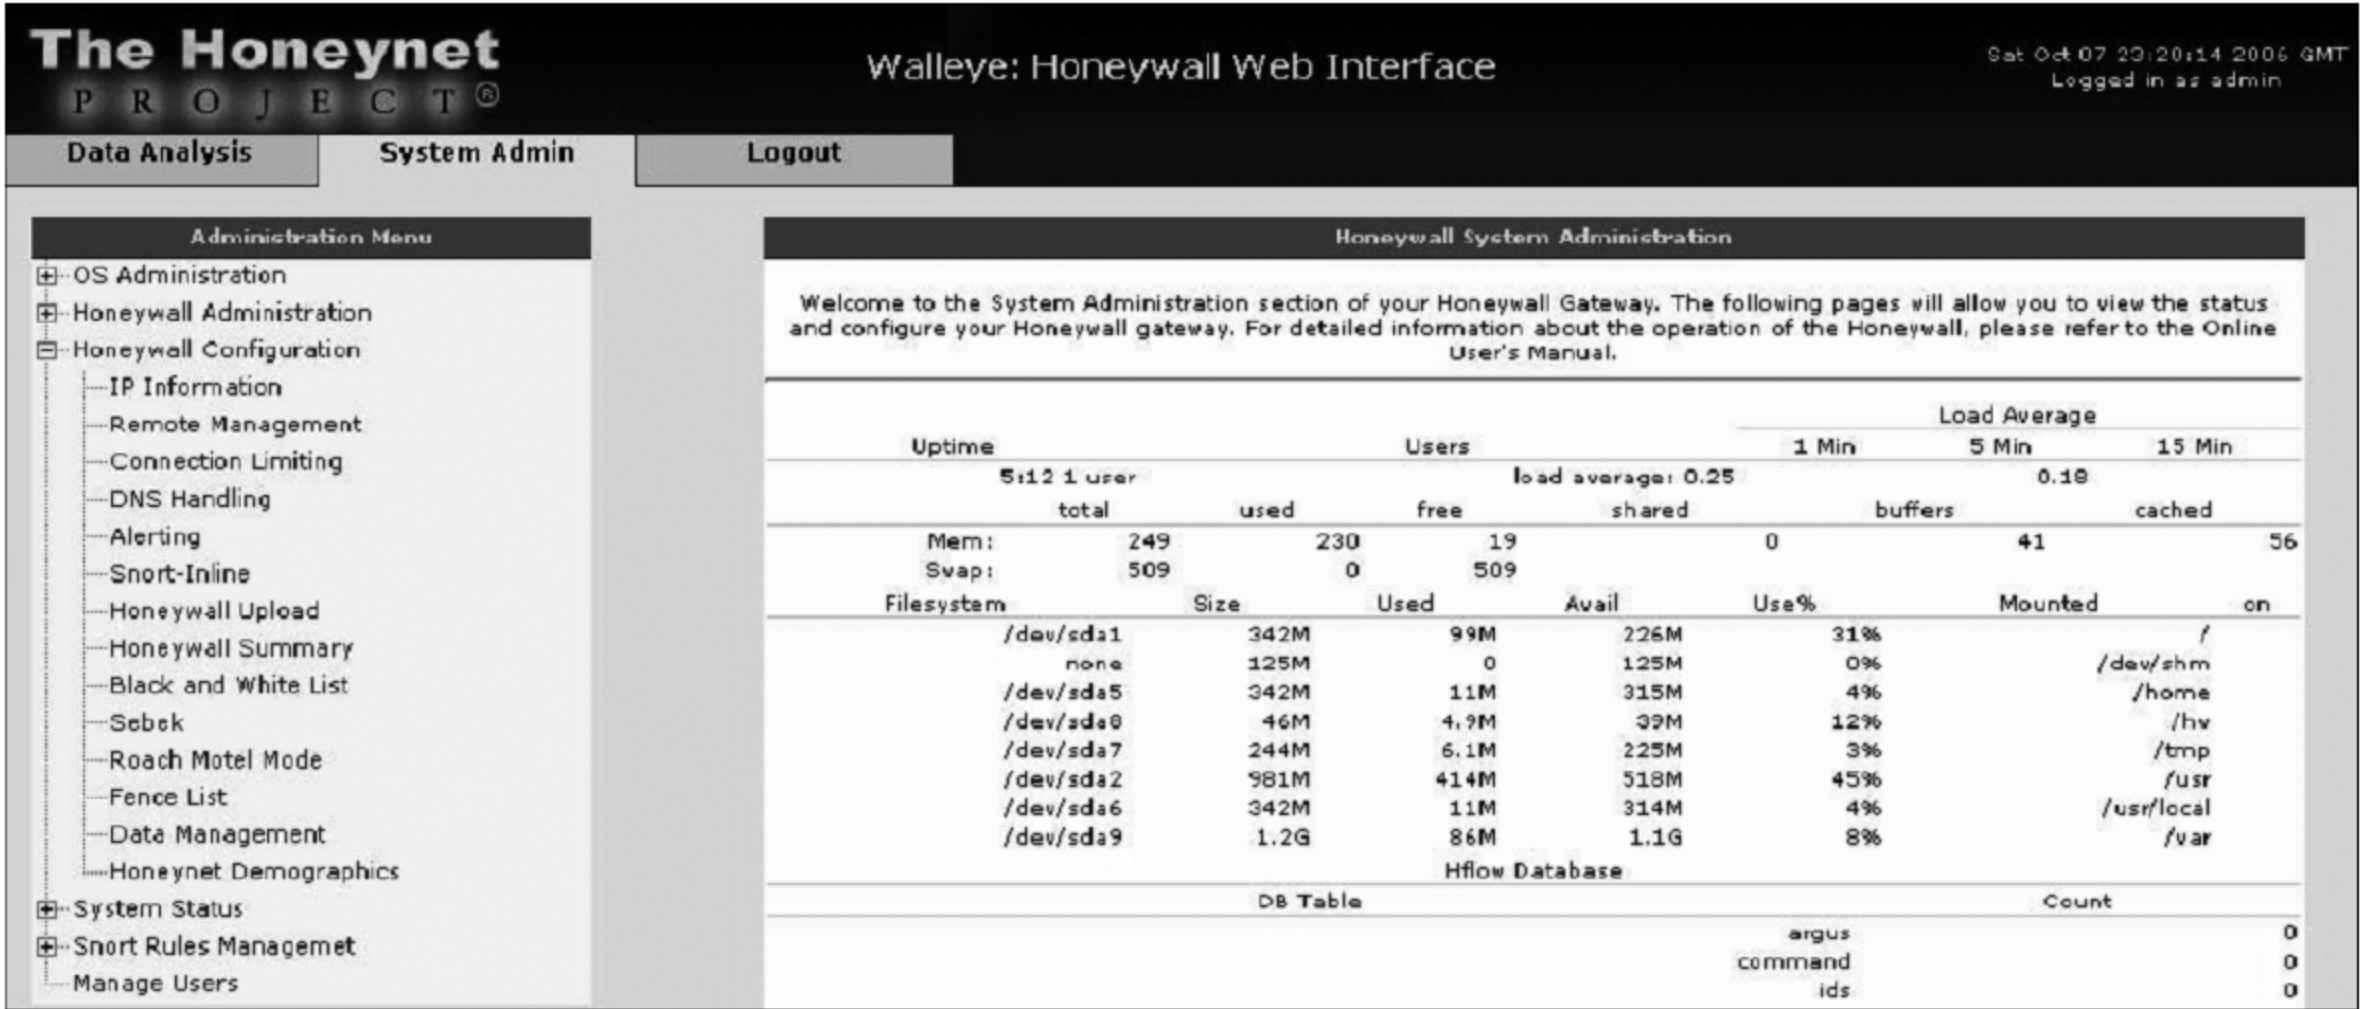 The Honeynet
PROJECT®
Walleye: Honeywall Web Interface
Sat Oct 07 23:20:14 2006 GMT
Logged in as admin
Data Analysis System Admin Logout
Administration Menu
OS Administration
Honeywall Administration
Honeywall Configuration
IP Information
Remote Management
Connection Limiting
DNS Handling
Alerting
Snort-Inline
Honeywall Upload
Honeywall Summary
Black and White List
Sebek
Roach Motel Mode
Fence List
Data Management
Honeynet Demographics
System Status
Snort Rules Managemet
Manage Users
Honeywall System Administration
Welcome to the System Administration section of your Honeywall Gateway. The following pages will allow you to view the status
and configure your Honeywall gateway. For detailed information about the operation of the Honeywall, please refer to the Online
User's Manual.
Load Average
Uptime Users 1 Min 5 Min 15 Min
5:12 1 user load average: 0.25 0.18
total used free shared buffers cached
Mem: 249 230 19 0 41 56
Swap: 509 0 509
Filesystem Size Used Avail Use% Mounted on
/dev/sda1 342M 99M 226M 31% /
none 125M 0 125M 0% /dev/shm
/dev/sda5 342M 11M 315M 4% /home
/dev/sda8 46M 4.9M 39M 12% /hw
/dev/sda7 244M 6.1M 225M 3% /tmp
/dev/sda2 981M 414M 518M 45% /usr
/dev/sda6 342M 11M 314M 4% /usr/local
/dev/sda9 1.2G 86M 1.1G 8% /var
Hflow Database
DB Table Count
argus 0
command 0
ids 0